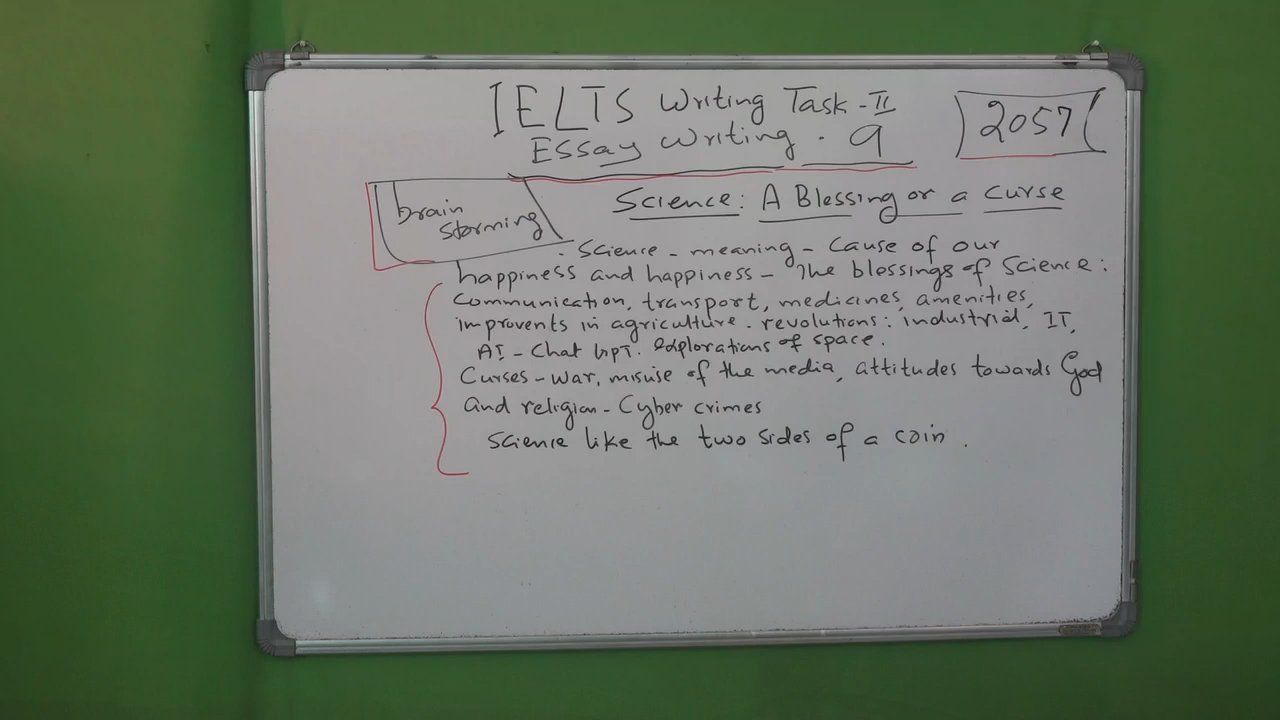 IELTS Writing Task - II
Essay Writing . 9
2057
brain
storming
Science: A Blessing or a Curse
. Science - meaning - Cause of our
happiness and happiness - The blessings of Science:
Communication, transport, medicines, amenities,
improvents in agriculture. revolutions: industrial, IT,
AI - Chat GPT. Explorations of space.
Curses - War, misuse of the media, attitudes towards God
and religion - Cyber crimes
Science like the two sides of a coin.